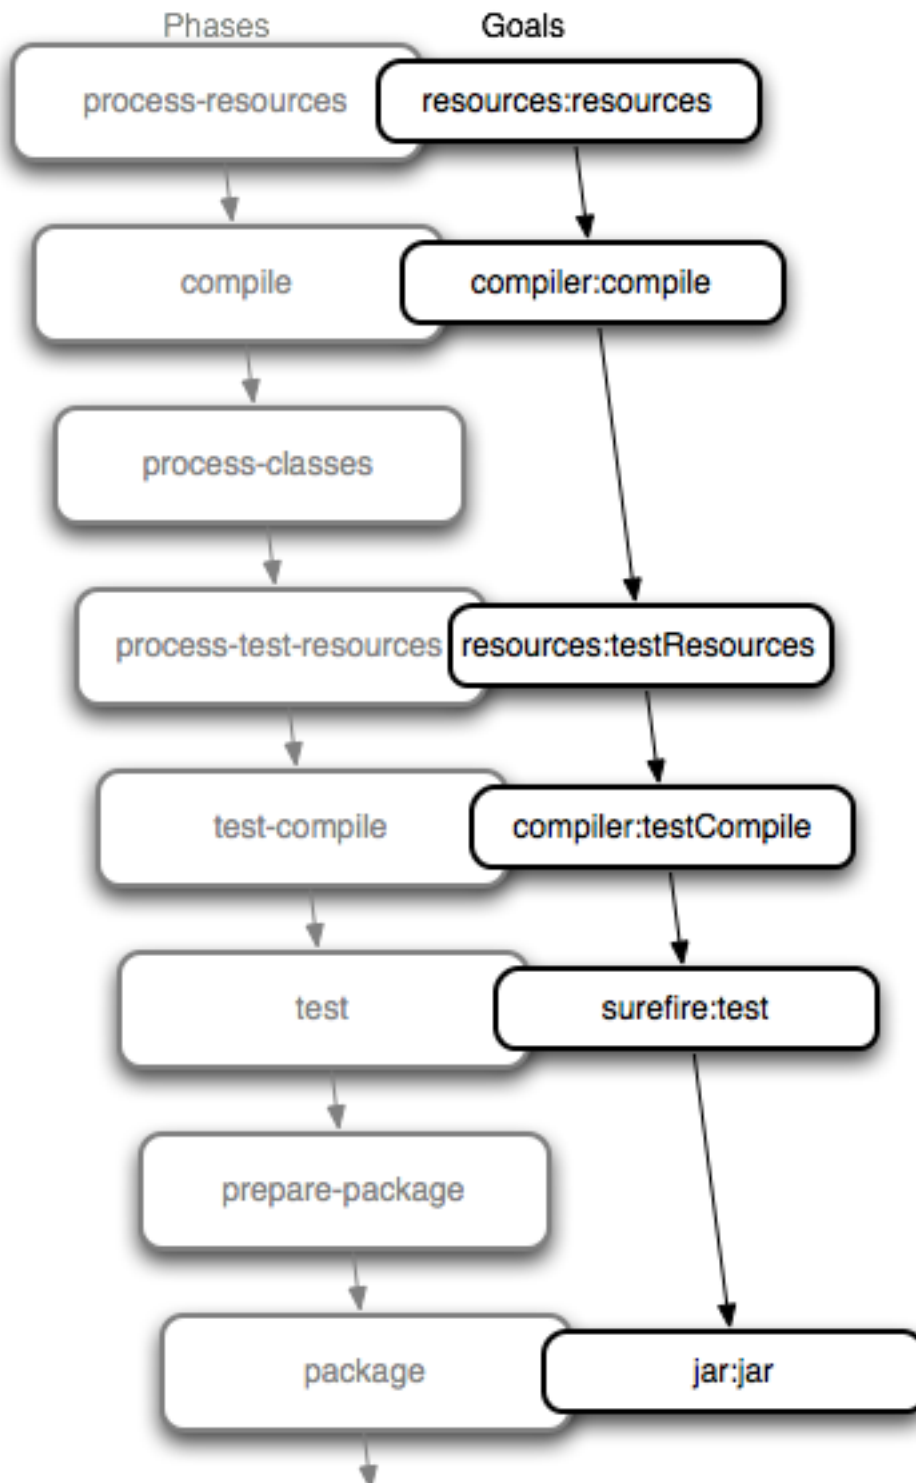 Phases
Goals
process-resources
resources:resources
compile
compiler:compile
process-classes
process-test-resources
resources:testResources
test-compile
compiler:testCompile
test
surefire:test
prepare-package
package
jar:jar